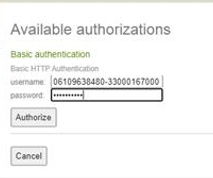 Available authorizations
Basic authentication
Basic HTTP Authentication
username: 06109638480-33000167000
password: ••••••••••
Authorize
Cancel